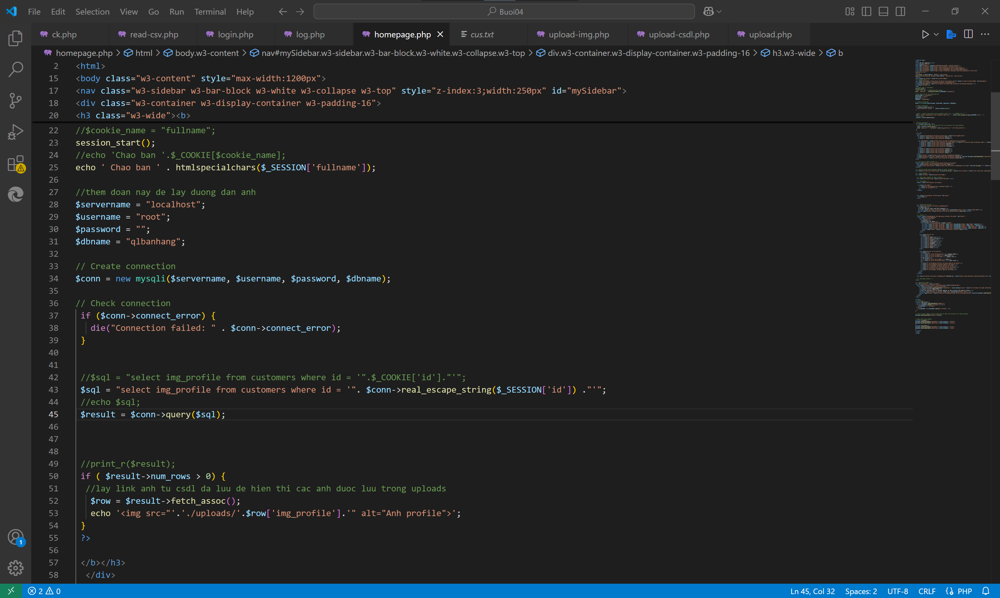 File Edit Selection View Go Run Terminal Help Buoi04
ck.php read-csv.php login.php log.php homepage.php cus.txt upload-img.php upload-csdl.php upload.php
homepage.php > html > body.w3-content > nav#mySidebar.w3-sidebar.w3-bar-block.w3-white.w3-collapse.w3-top > div.w3-container.w3-display-container.w3-padding-16 > h3.w3-wide > b
2 <html>
15 <body class="w3-content" style="max-width:1200px">
17 <nav class="w3-sidebar w3-bar-block w3-white w3-collapse w3-top" style="z-index:3;width:250px" id="mySidebar">
18 <div class="w3-container w3-display-container w3-padding-16">
20 <h3 class="w3-wide"><b>
22 //$cookie_name = "fullname";
23 session_start();
24 //echo 'Chao ban '.$_COOKIE[$cookie_name];
25 echo ' Chao ban ' . htmlspecialchars($_SESSION['fullname']);
26
27 //them doan nay de lay duong dan anh
28 $servername = "localhost";
29 $username = "root";
30 $password = "";
31 $dbname = "qlbanhang";
32
33 // Create connection
34 $conn = new mysqli($servername, $username, $password, $dbname);
35
36 // Check connection
37 if ($conn->connect_error) {
38 die("Connection failed: " . $conn->connect_error);
39 }
40
41
42 //$sql = "select img_profile from customers where id = '".$_COOKIE['id']."'";
43 $sql = "select img_profile from customers where id = '". $conn->real_escape_string($_SESSION['id']) ."'";
44 //echo $sql;
45 $result = $conn->query($sql);
46
47
48
49 //print_r($result);
50 if ( $result->num_rows > 0) {
51 //lay link anh tu csdl da luu de hien thi cac anh duoc luu trong uploads
52 $row = $result->fetch_assoc();
53 echo '<img src="'.'./uploads/'.$row['img_profile'].'" alt="Anh profile">';
54 }
55 ?>
56
57 </b></h3>
58 </div>
1
2 0 Ln 45, Col 32 Spaces: 2 UTF-8 CRLF PHP